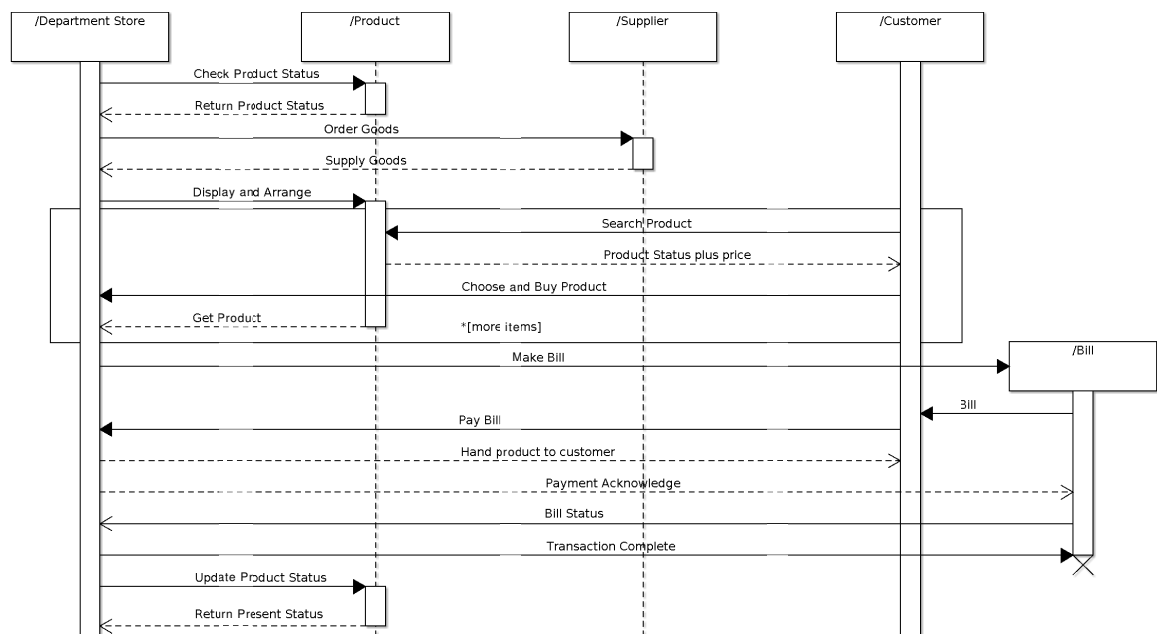 /Department Store
/Product
/Supplier
/Customer
Check Product Status
Return Product Status
Order Goods
Supply Goods
Display and Arrange
Search Product
Product Status plus price
Choose and Buy Product
Get Product
*[more items]
/Bill
Make Bill
Bill
Pay Bill
Hand product to customer
Payment Acknowledge
Bill Status
Transaction Complete
Update Product Status
Return Present Status